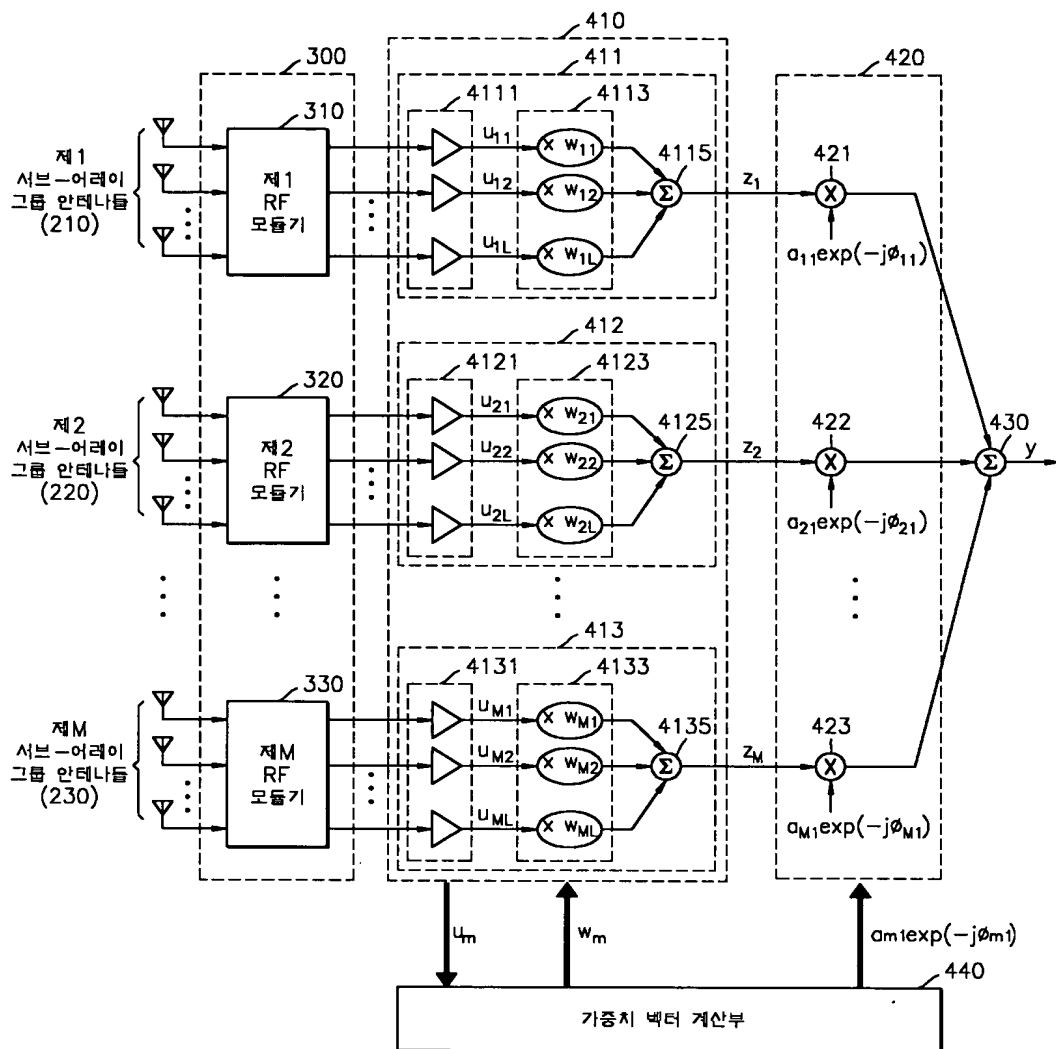 410
300
411
420
310
4111
4113
제1
서브-어레이
그룹 안테나들
(210)
제1
RF
모듈기
u11
u12
u1L
× w11
× w12
× w1L
4115
Σ
z1
421
×
a11exp(-jø11)
412
320
4121
4123
제2
서브-어레이
그룹 안테나들
(220)
제2
RF
모듈기
u21
u22
u2L
× w21
× w22
× w2L
4125
Σ
z2
422
×
a21exp(-jø21)
430
Σ
y
413
330
4131
4133
제M
서브-어레이
그룹 안테나들
(230)
제M
RF
모듈기
uM1
uM2
uML
× wM1
× wM2
× wML
4135
Σ
zM
423
×
aM1exp(-jøM1)
um
wm
am1exp(-jøm1)
440
가중치 벡터 계산부